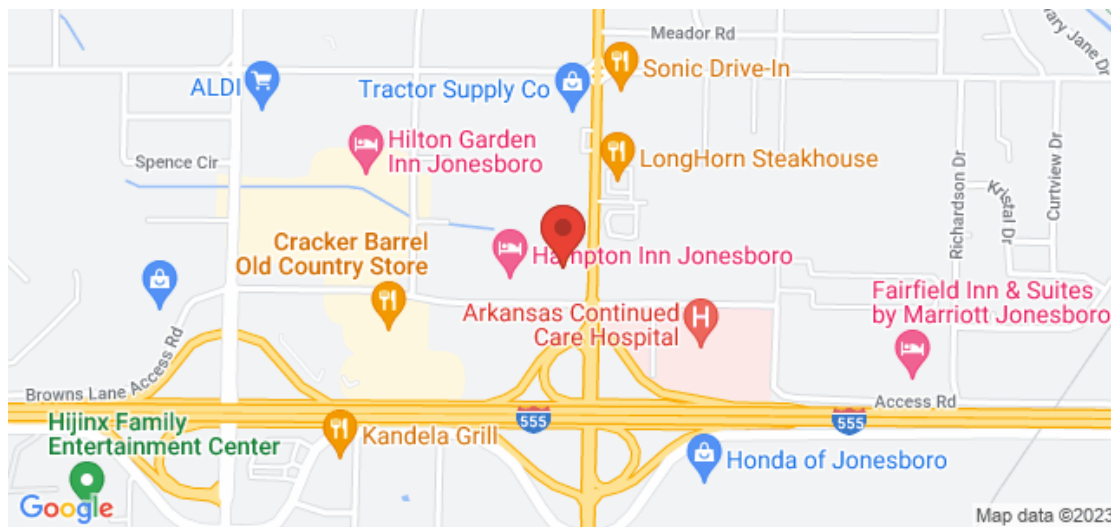 Meador Rd
Mary Jane Dr
Sonic Drive-In
ALDI
Tractor Supply Co
Hilton Garden
Inn Jonesboro
LongHorn Steakhouse
Spence Cir
Richardson Dr
Kristal Dr
Curtview Dr
Cracker Barrel
Old Country Store
Hampton Inn Jonesboro
Arkansas Continued
Care Hospital
H
Fairfield Inn & Suites
by Marriott Jonesboro
Browns Lane Access Rd
Access Rd
555
555
Hijinx Family
Entertainment Center
Kandela Grill
Honda of Jonesboro
Google
Map data ©2023